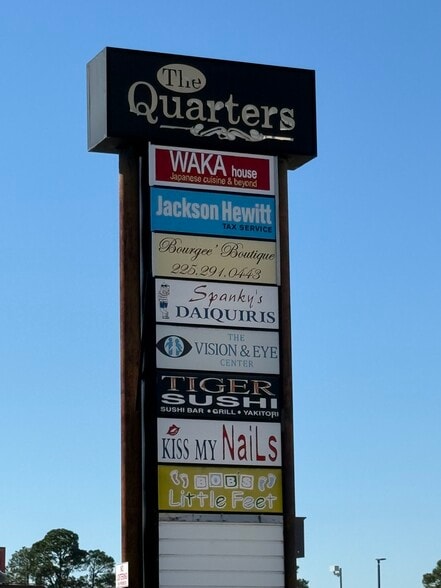 The
Quarters
WAKA house
Japanese cuisine & beyond
Jackson Hewitt
TAX SERVICE
Bourgee' Boutique
225.291.0443
Spanky's
DAIQUIRIS
THE
VISION & EYE
CENTER
TIGER
SUSHI
SUSHI BAR • GRILL • YAKITORI
KISS MY NaiLs
BOBS
Little Feet